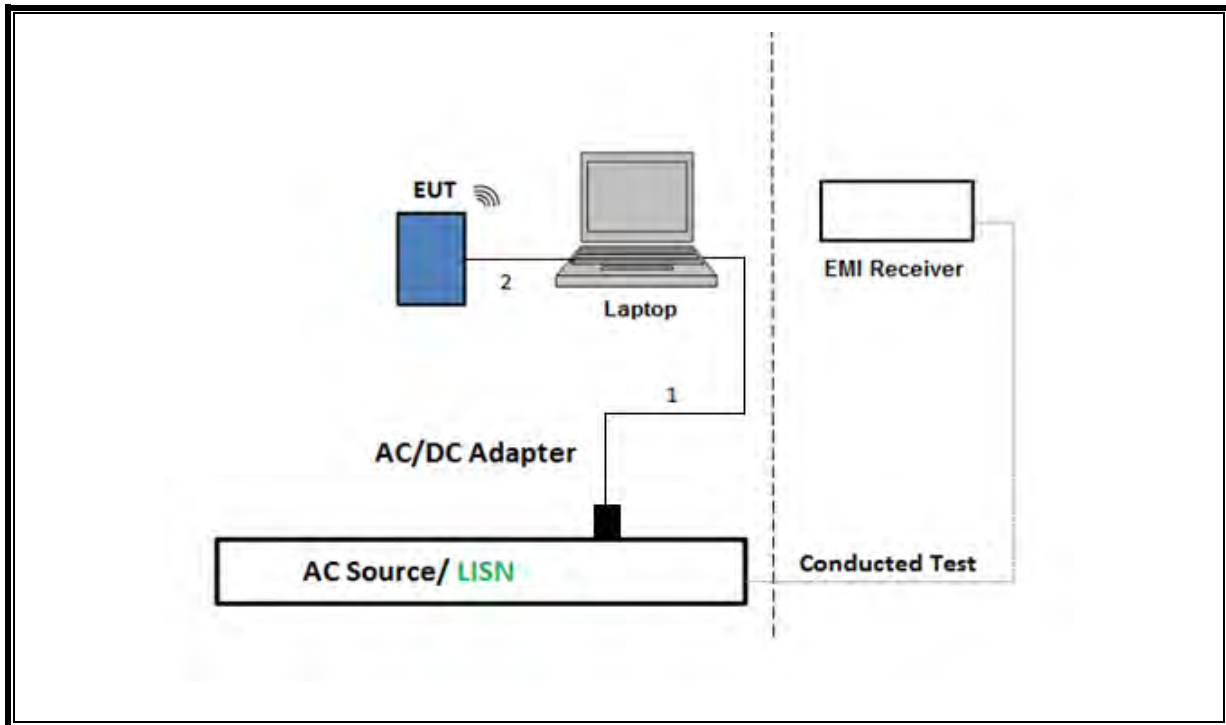 EUT
2
Laptop
EMI Receiver
1
AC/DC Adapter
AC Source/ LISN
Conducted Test